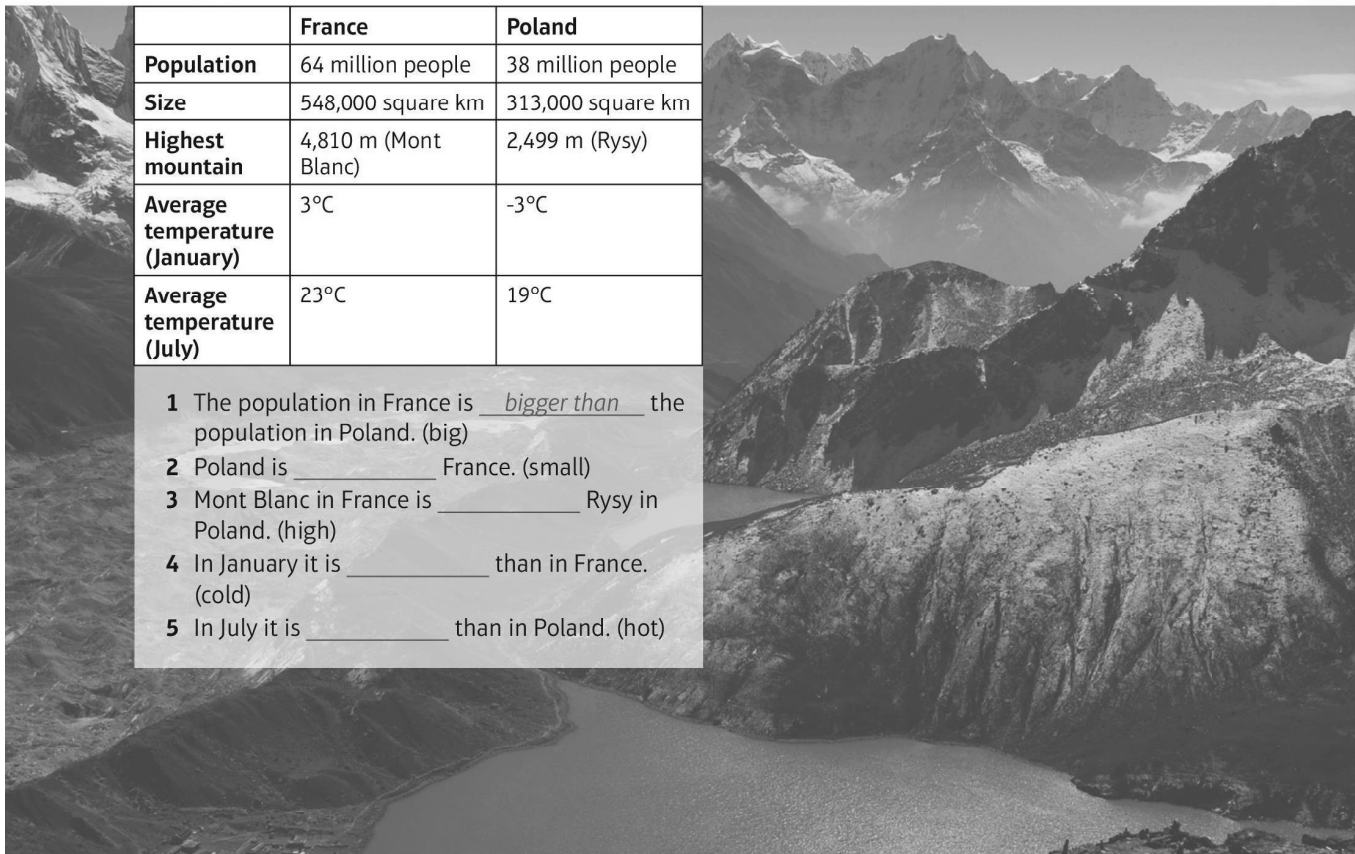 France Poland
Population 64 million people 38 million people
Size 548,000 square km 313,000 square km
Highest mountain 4,810 m (Mont Blanc) 2,499 m (Rysy)
Average temperature (January) 3°C -3°C
Average temperature (July) 23°C 19°C
1 The population in France is bigger than the
population in Poland. (big)
2 Poland is ____________ France. (small)
3 Mont Blanc in France is ____________ Rysy in
Poland. (high)
4 In January it is ____________ than in France.
(cold)
5 In July it is ____________ than in Poland. (hot)